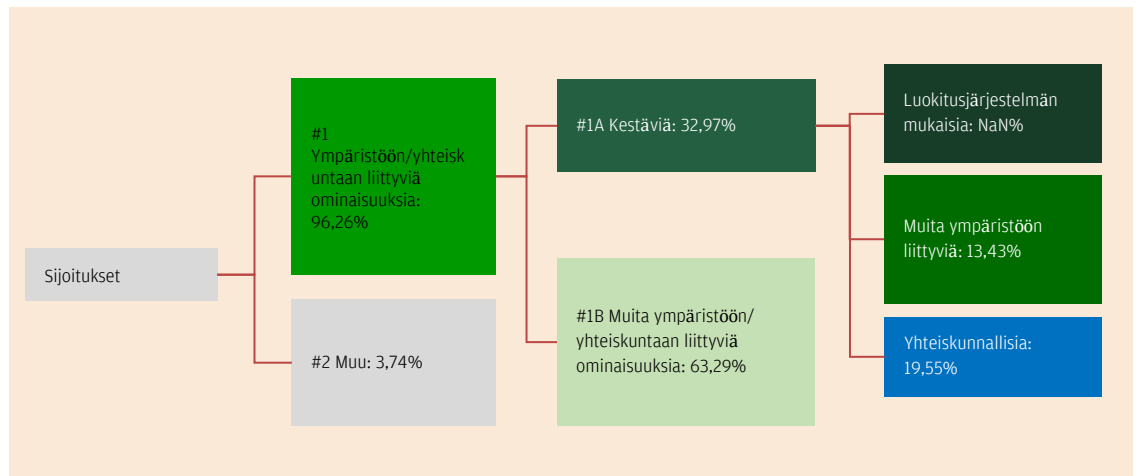 Sijoitukset
#1
Ympäristöön/yhteisk
untaan liittyviä
ominaisuuksia:
96,26%
#2 Muu: 3,74%
#1A Kestäviä: 32,97%
#1B Muita ympäristöön/
yhteiskuntaan liittyviä
ominaisuuksia: 63,29%
Luokitusjärjestelmän
mukaisia: NaN%
Muita ympäristöön
liittyviä: 13,43%
Yhteiskunnallisia:
19,55%